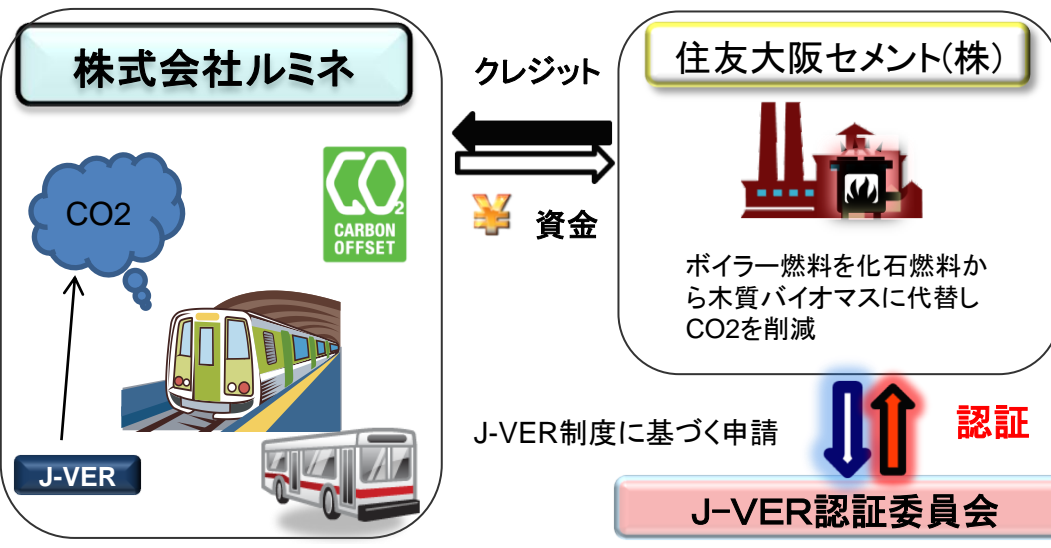 株式会社ルミネ
CO2
CO2
CARBON
OFFSET
J-VER
クレジット
資金
住友大阪セメント(株)
ボイラー燃料を化石燃料か
ら木質バイオマスに代替し
CO2を削減
J-VER制度に基づく申請
認証
J-VER認証委員会